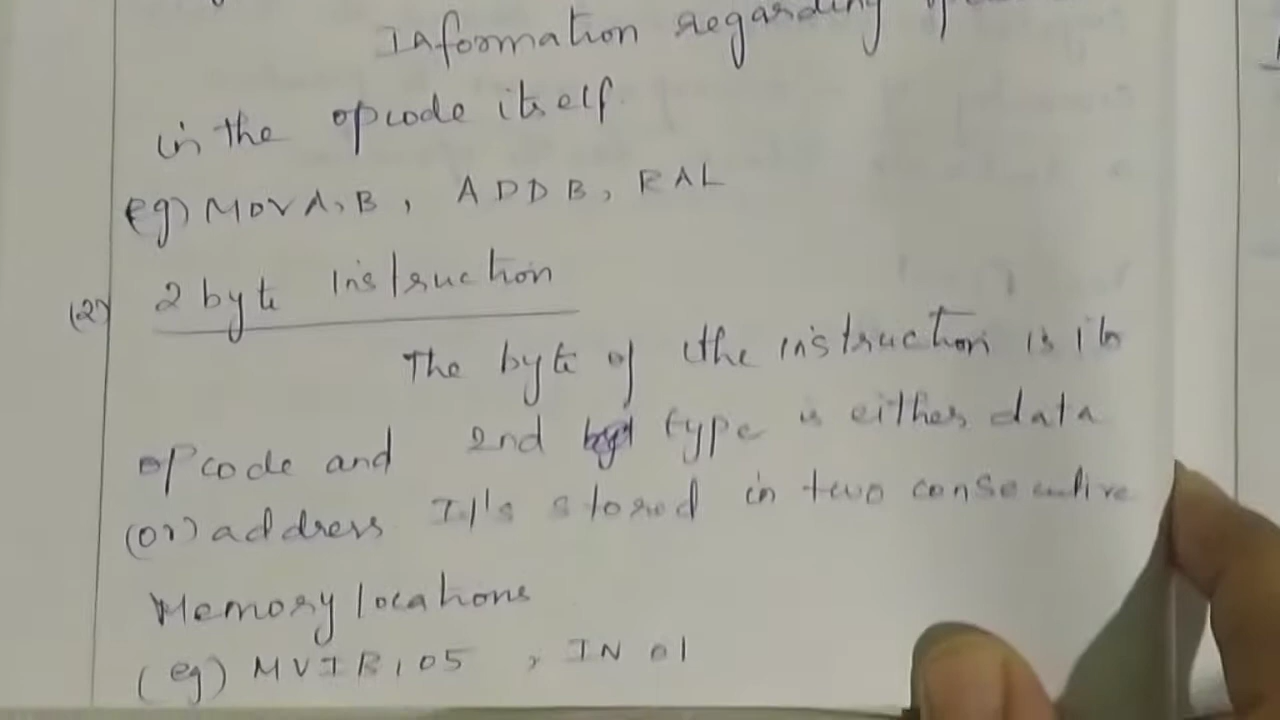 Information regarding
in the opcode itself.
eg) MOV A, B, ADD B, RAL
(2) 2 byte Instruction
The byte of the instruction is its
opcode and 2nd type is either data
(or) address It's stored in two consecutive
Memory locations
(eg) MVI B, 05, IN 01